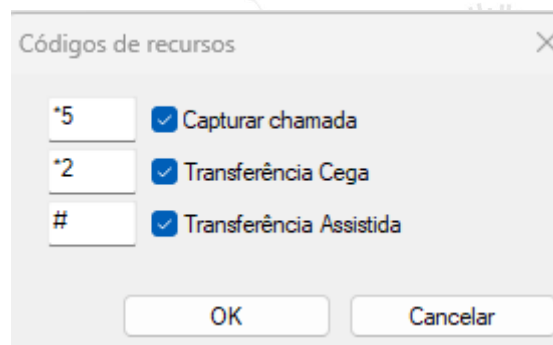 Códigos de recursos
*5 Capturar chamada
*2 Transferência Cega
# Transferência Assistida
OK Cancelar